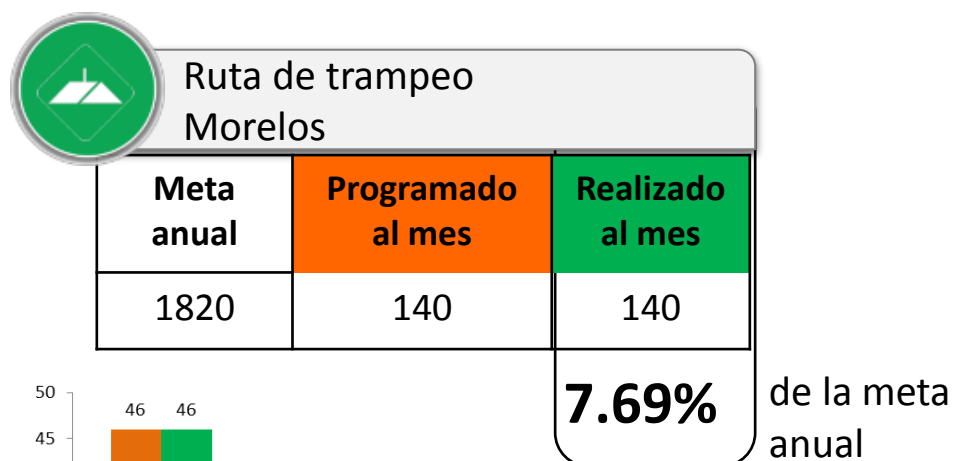 Ruta de trampeo
Morelos
Meta anual
Programado al mes
Realizado al mes
1820
140
140
7.69%
de la meta
anual
50
46
46
45